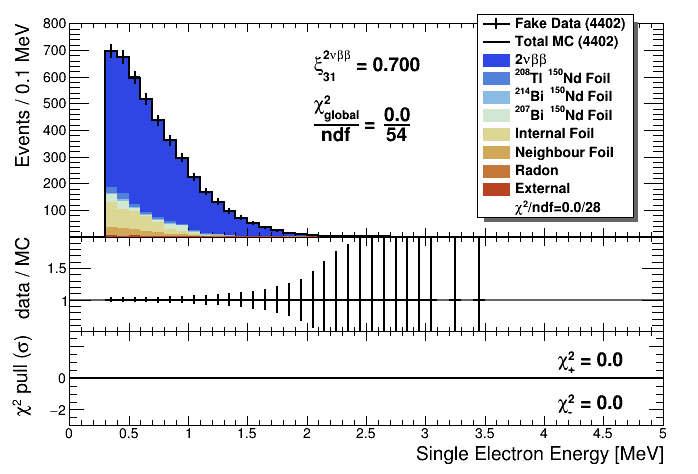 Events / 0.1 MeV
800
700
600
500
400
300
200
100
ξ³¹ 2νββ = 0.700
χ² global / ndf = 0.0 / 54
Fake Data (4402)
Total MC (4402)
2νββ
²⁰⁸Tl ¹⁵⁰Nd Foil
²¹⁴Bi ¹⁵⁰Nd Foil
²⁰⁷Bi ¹⁵⁰Nd Foil
Internal Foil
Neighbour Foil
Radon
External
χ²/ndf=0.0/28
data / MC
1.5
1
χ² pull (σ)
0
−2
χ²₊ = 0.0
χ²₋ = 0.0
0 0.5 1 1.5 2 2.5 3 3.5 4 4.5 5
Single Electron Energy [MeV]